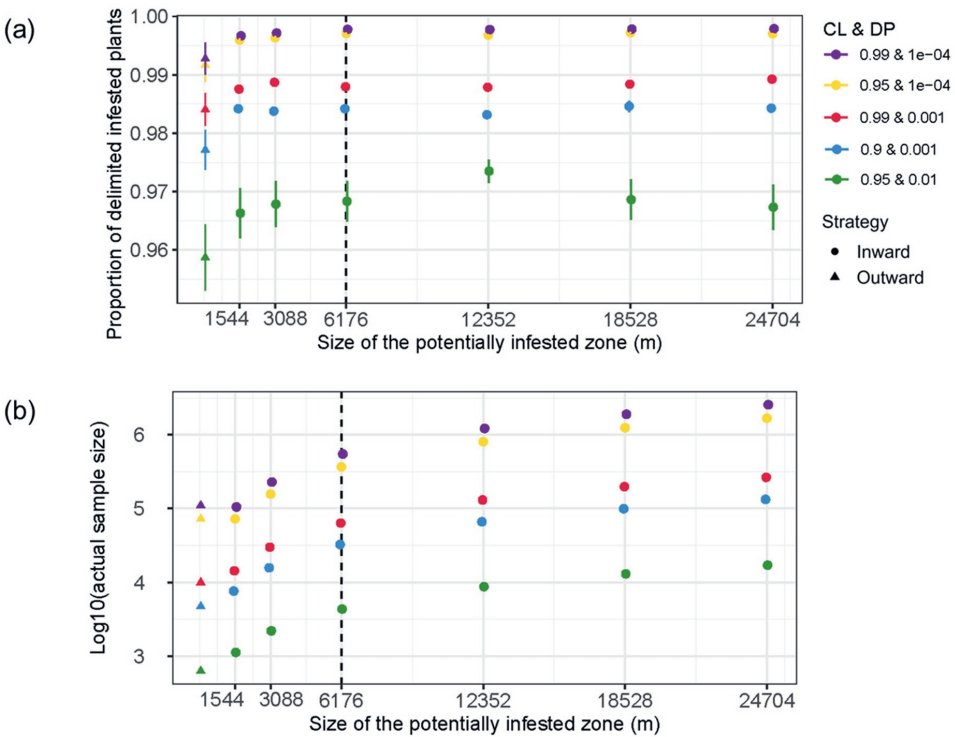 (a)
Proportion of delimited infested plants
1.00
0.99
0.98
0.97
0.96
1544 3088 6176 12352 18528 24704
Size of the potentially infested zone (m)
CL & DP
0.99 & 1e−04
0.95 & 1e−04
0.99 & 0.001
0.9 & 0.001
0.95 & 0.01
Strategy
Inward
Outward
(b)
Log10(actual sample size)
6
5
4
3
1544 3088 6176 12352 18528 24704
Size of the potentially infested zone (m)